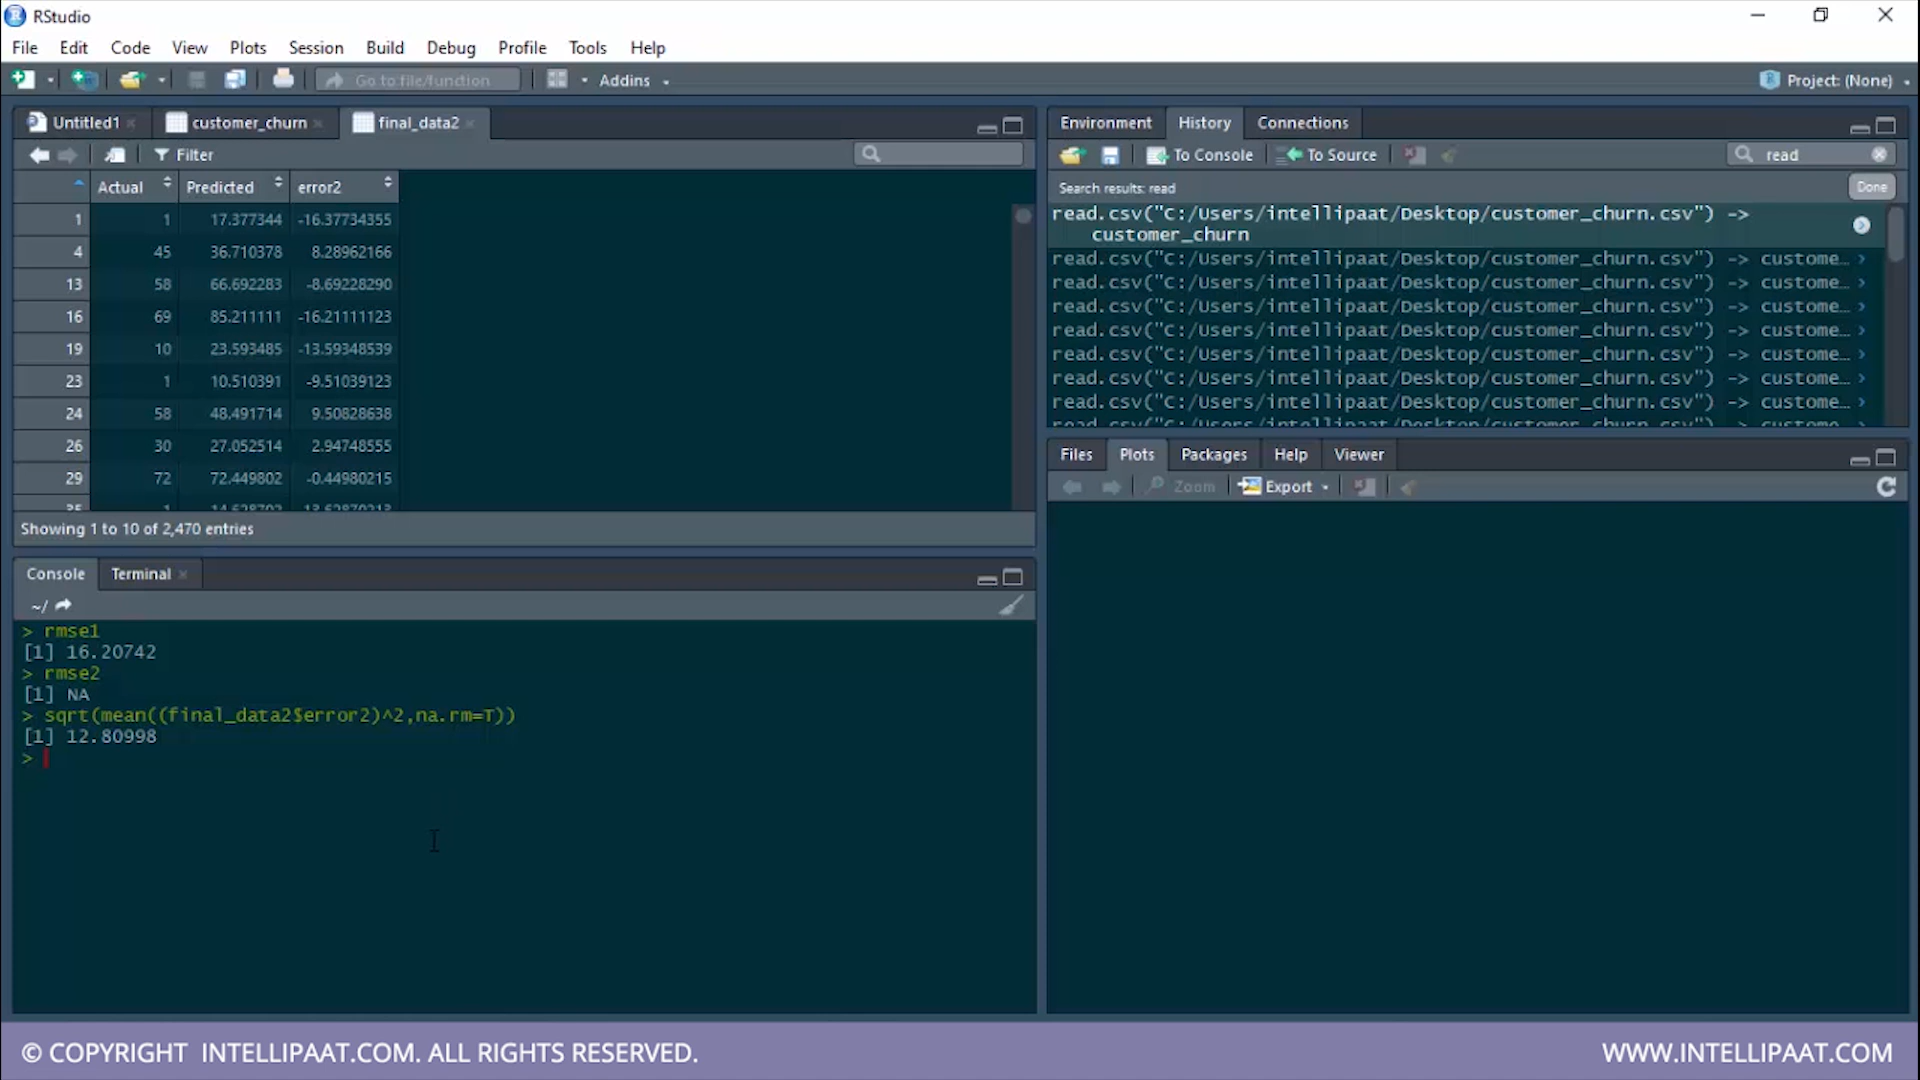 RStudio
File Edit Code View Plots Session Build Debug Profile Tools Help
Go to file/function Addins Project: (None)
Untitled1 customer_churn final_data2
Filter
Actual Predicted error2
1 1 17.377344 -16.37734355
4 45 36.710378 8.28962166
13 58 66.692283 -8.69228290
16 69 85.211111 -16.21111123
19 10 23.593485 -13.59348539
23 1 10.510391 -9.51039123
24 58 48.491714 9.50828638
26 30 27.052514 2.94748555
29 72 72.449802 -0.44980215
Showing 1 to 10 of 2,470 entries
Console Terminal
~/
> rmse1
[1] 16.20742
> rmse2
[1] NA
> sqrt(mean((final_data2$error2)^2,na.rm=T))
[1] 12.80998
>
Environment History Connections
To Console To Source read
Search results: read Done
read.csv("C:/Users/intellipaat/Desktop/customer_churn.csv") ->
customer_churn
read.csv("C:/Users/intellipaat/Desktop/customer_churn.csv") -> custome…
read.csv("C:/Users/intellipaat/Desktop/customer_churn.csv") -> custome…
read.csv("C:/Users/intellipaat/Desktop/customer_churn.csv") -> custome…
read.csv("C:/Users/intellipaat/Desktop/customer_churn.csv") -> custome…
read.csv("C:/Users/intellipaat/Desktop/customer_churn.csv") -> custome…
read.csv("C:/Users/intellipaat/Desktop/customer_churn.csv") -> custome…
read.csv("C:/Users/intellipaat/Desktop/customer_churn.csv") -> custome…
Files Plots Packages Help Viewer
Zoom Export
© COPYRIGHT INTELLIPAAT.COM. ALL RIGHTS RESERVED.
WWW.INTELLIPAAT.COM